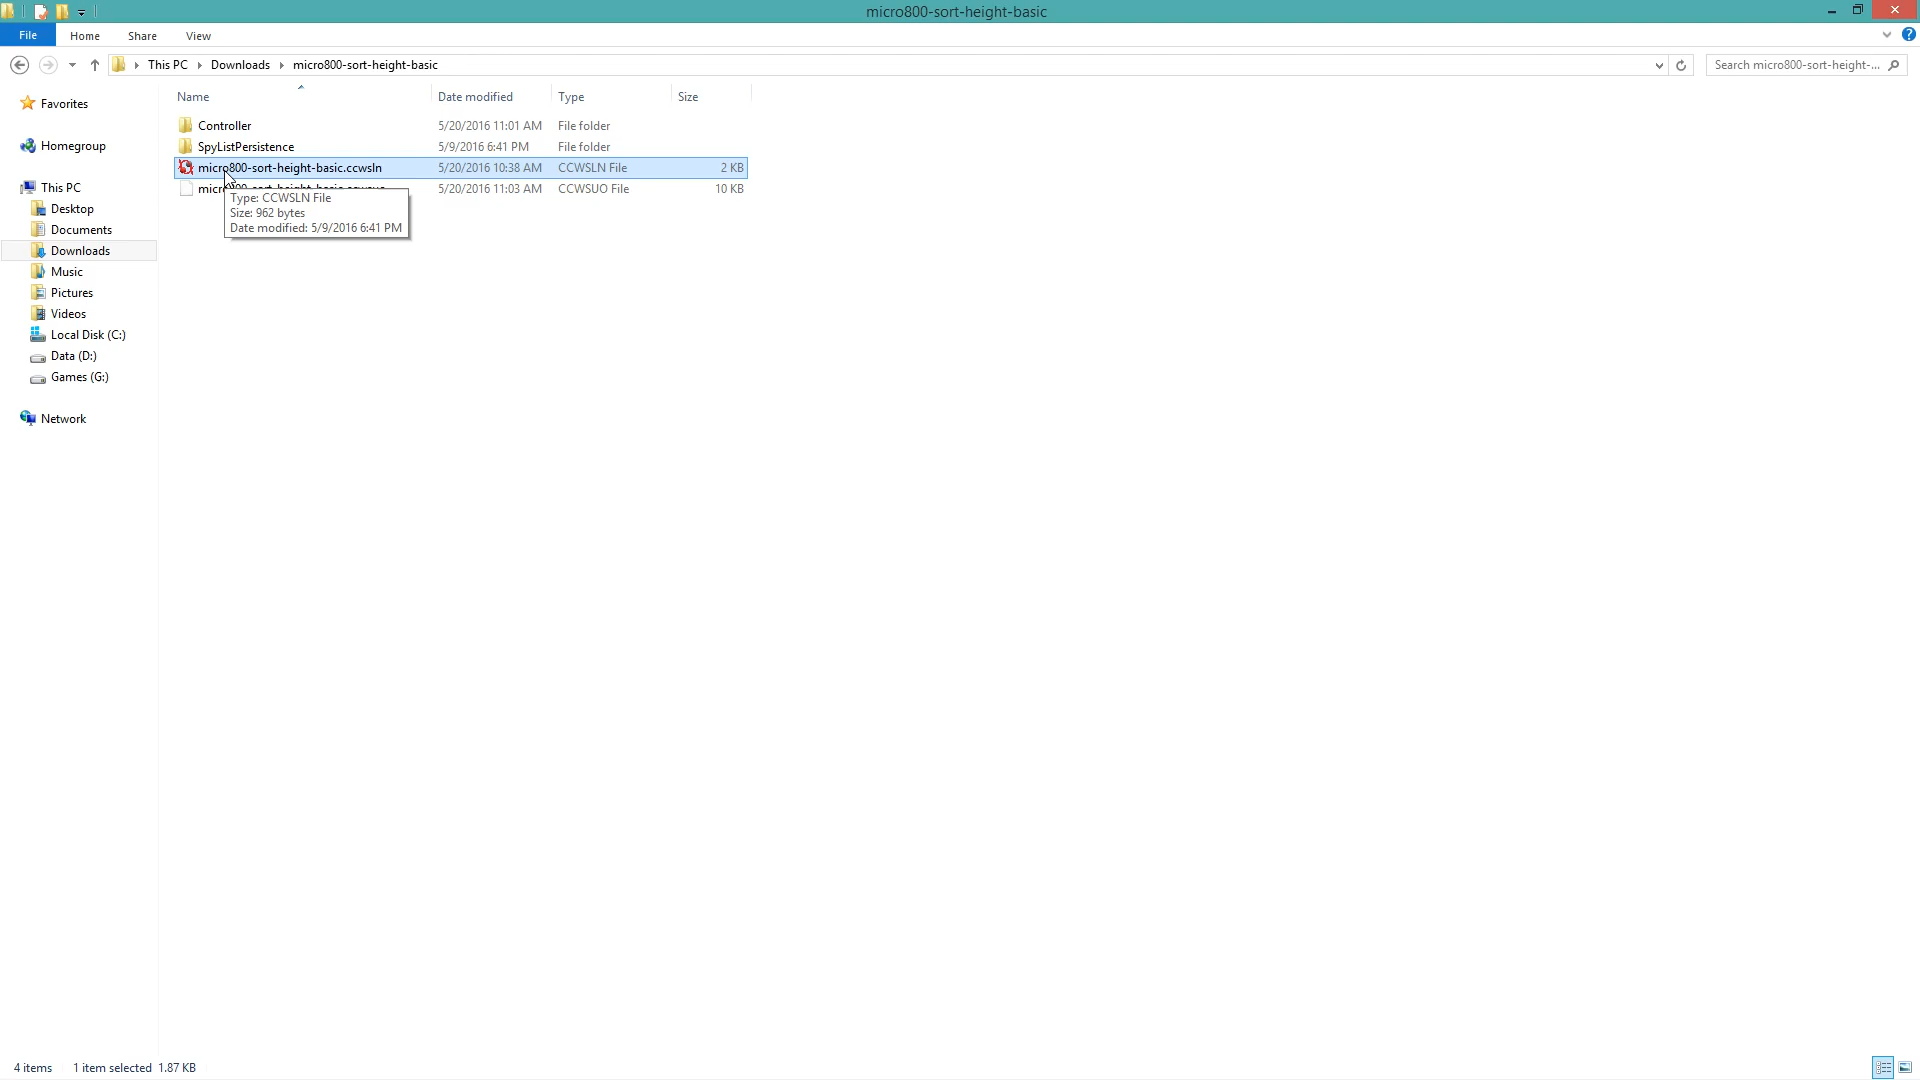 micro800-sort-height-basic
File Home Share View
This PC Downloads micro800-sort-height-basic
Search micro800-sort-height-...
Name Date modified Type Size
Favorites
Controller 5/20/2016 11:01 AM File folder
SpyListPersistence 5/9/2016 6:41 PM File folder
Homegroup
micro800-sort-height-basic.ccwsln 5/20/2016 10:38 AM CCWSLN File 2 KB
5/20/2016 11:03 AM CCWSUO File 10 KB
Type: CCWSLN File
Size: 962 bytes
Date modified: 5/9/2016 6:41 PM
This PC
Desktop
Documents
Downloads
Music
Pictures
Videos
Local Disk (C:)
Data (D:)
Games (G:)
Network
4 items 1 item selected 1.87 KB